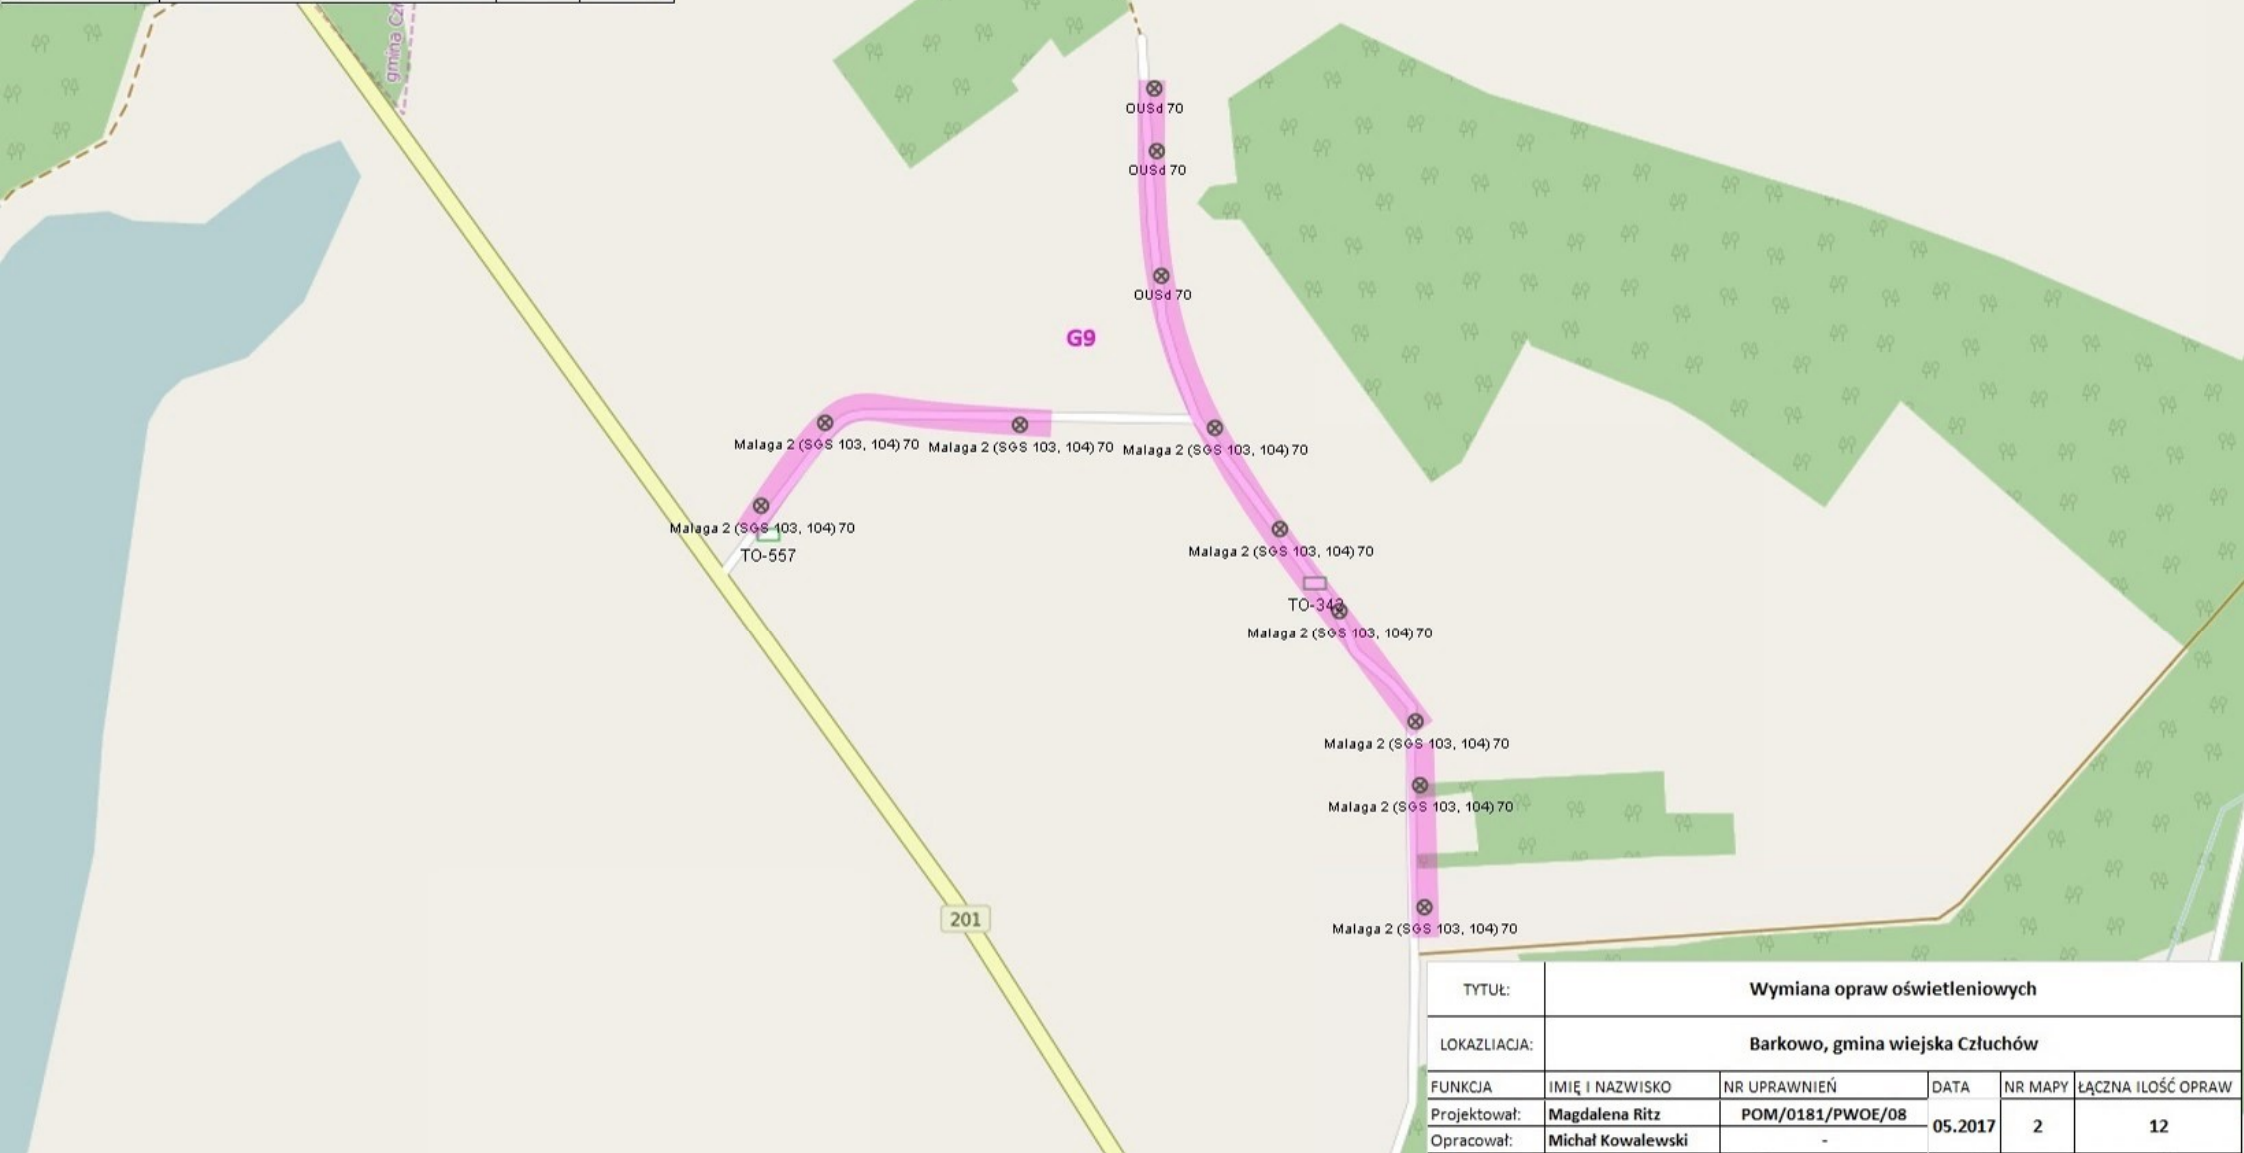 gmina Czł
OUSd 70
OUSd 70
OUSd 70
G9
Malaga 2 (SGS 103, 104) 70
Malaga 2 (SGS 103, 104) 70
Malaga 2 (SGS 103, 104) 70
Malaga 2 (SGS 103, 104) 70
TO-557
Malaga 2 (SGS 103, 104) 70
Malaga 2 (SGS 103, 104) 70
Malaga 2 (SGS 103, 104) 70
Malaga 2 (SGS 103, 104) 70
201
Malaga 2 (SGS 103, 104) 70
TYTUŁ: Wymiana opraw oświetleniowych
LOKAZLIACJA: Barkowo, gmina wiejska Człuchów
FUNKCJA IMIĘ I NAZWISKO NR UPRAWNIEŃ DATA NR MAPY ŁĄCZNA ILOŚĆ OPRAW
Projektował: Magdalena Ritz POM/0181/PWOE/08 05.2017 2 12
Opracował: Michał Kowalewski -